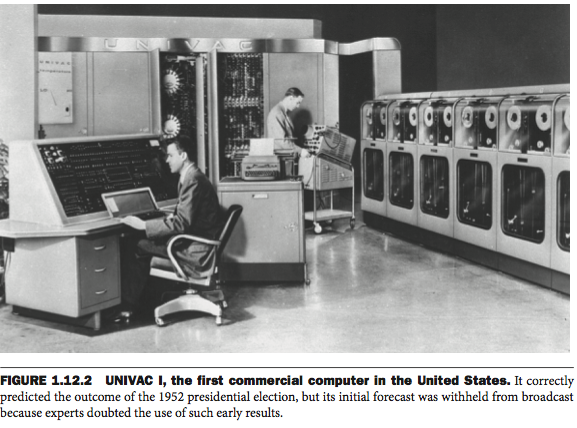 UNIVAC
FIGURE 1.12.2 UNIVAC I, the first commercial computer in the United States. It correctly
predicted the outcome of the 1952 presidential election, but its initial forecast was withheld from broadcast
because experts doubted the use of such early results.